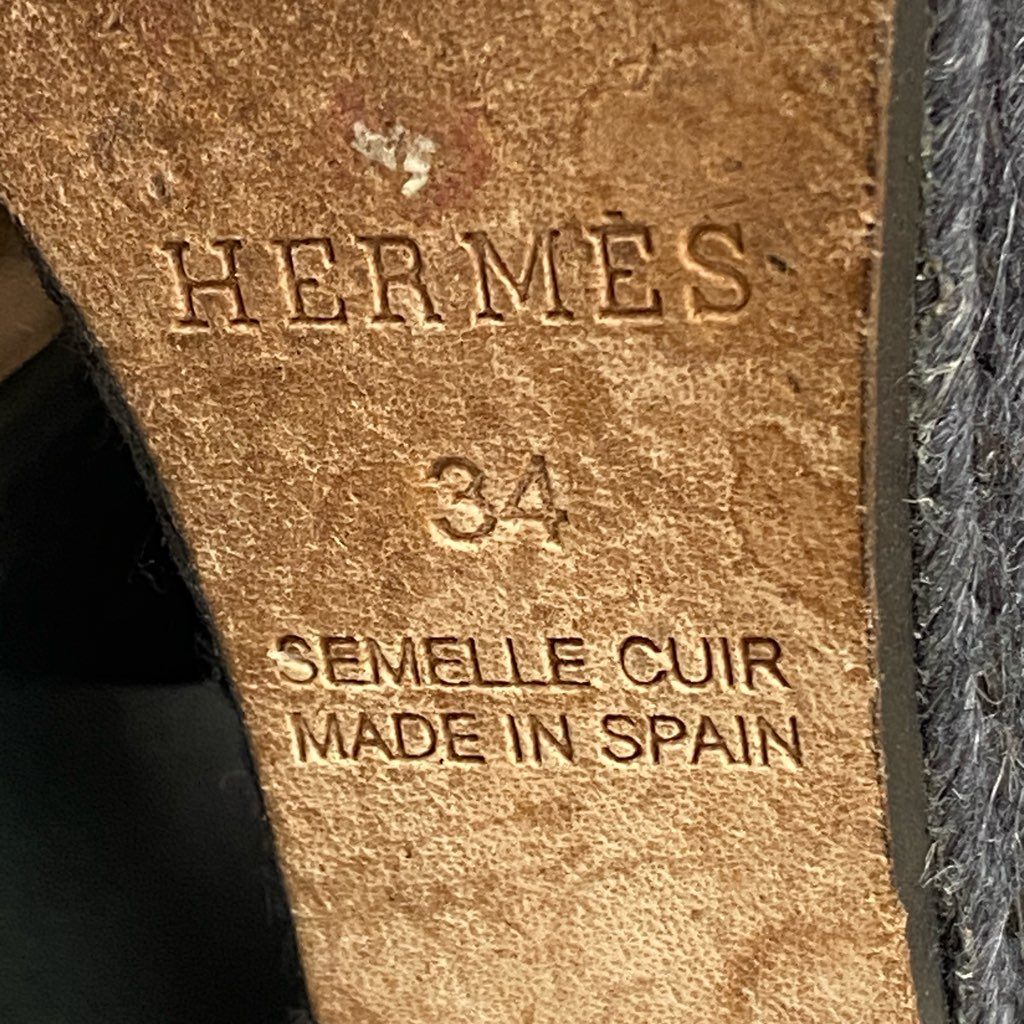 HERMÈS
34
SEMELLE CUIR
MADE IN SPAIN